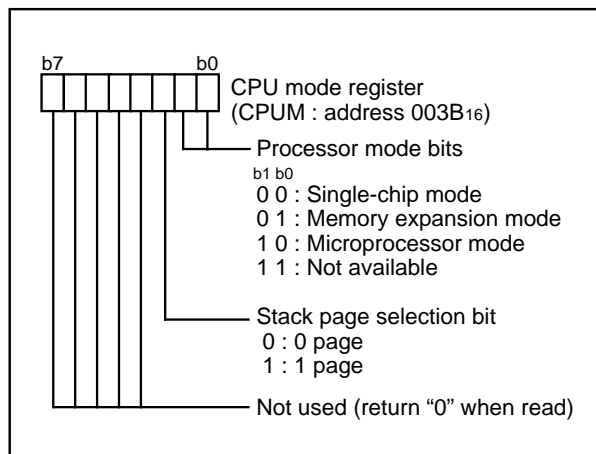 b7 b0
CPU mode register
(CPUM : address 003B16)
Processor mode bits
b1 b0
0 0 : Single-chip mode
0 1 : Memory expansion mode
1 0 : Microprocessor mode
1 1 : Not available
Stack page selection bit
0 : 0 page
1 : 1 page
Not used (return “0” when read)